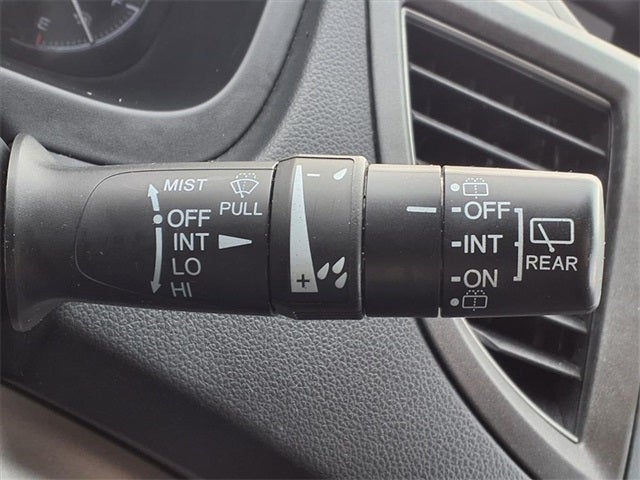 MIST
OFF
PULL
INT
LO
HI
-
+
OFF
INT
ON
REAR